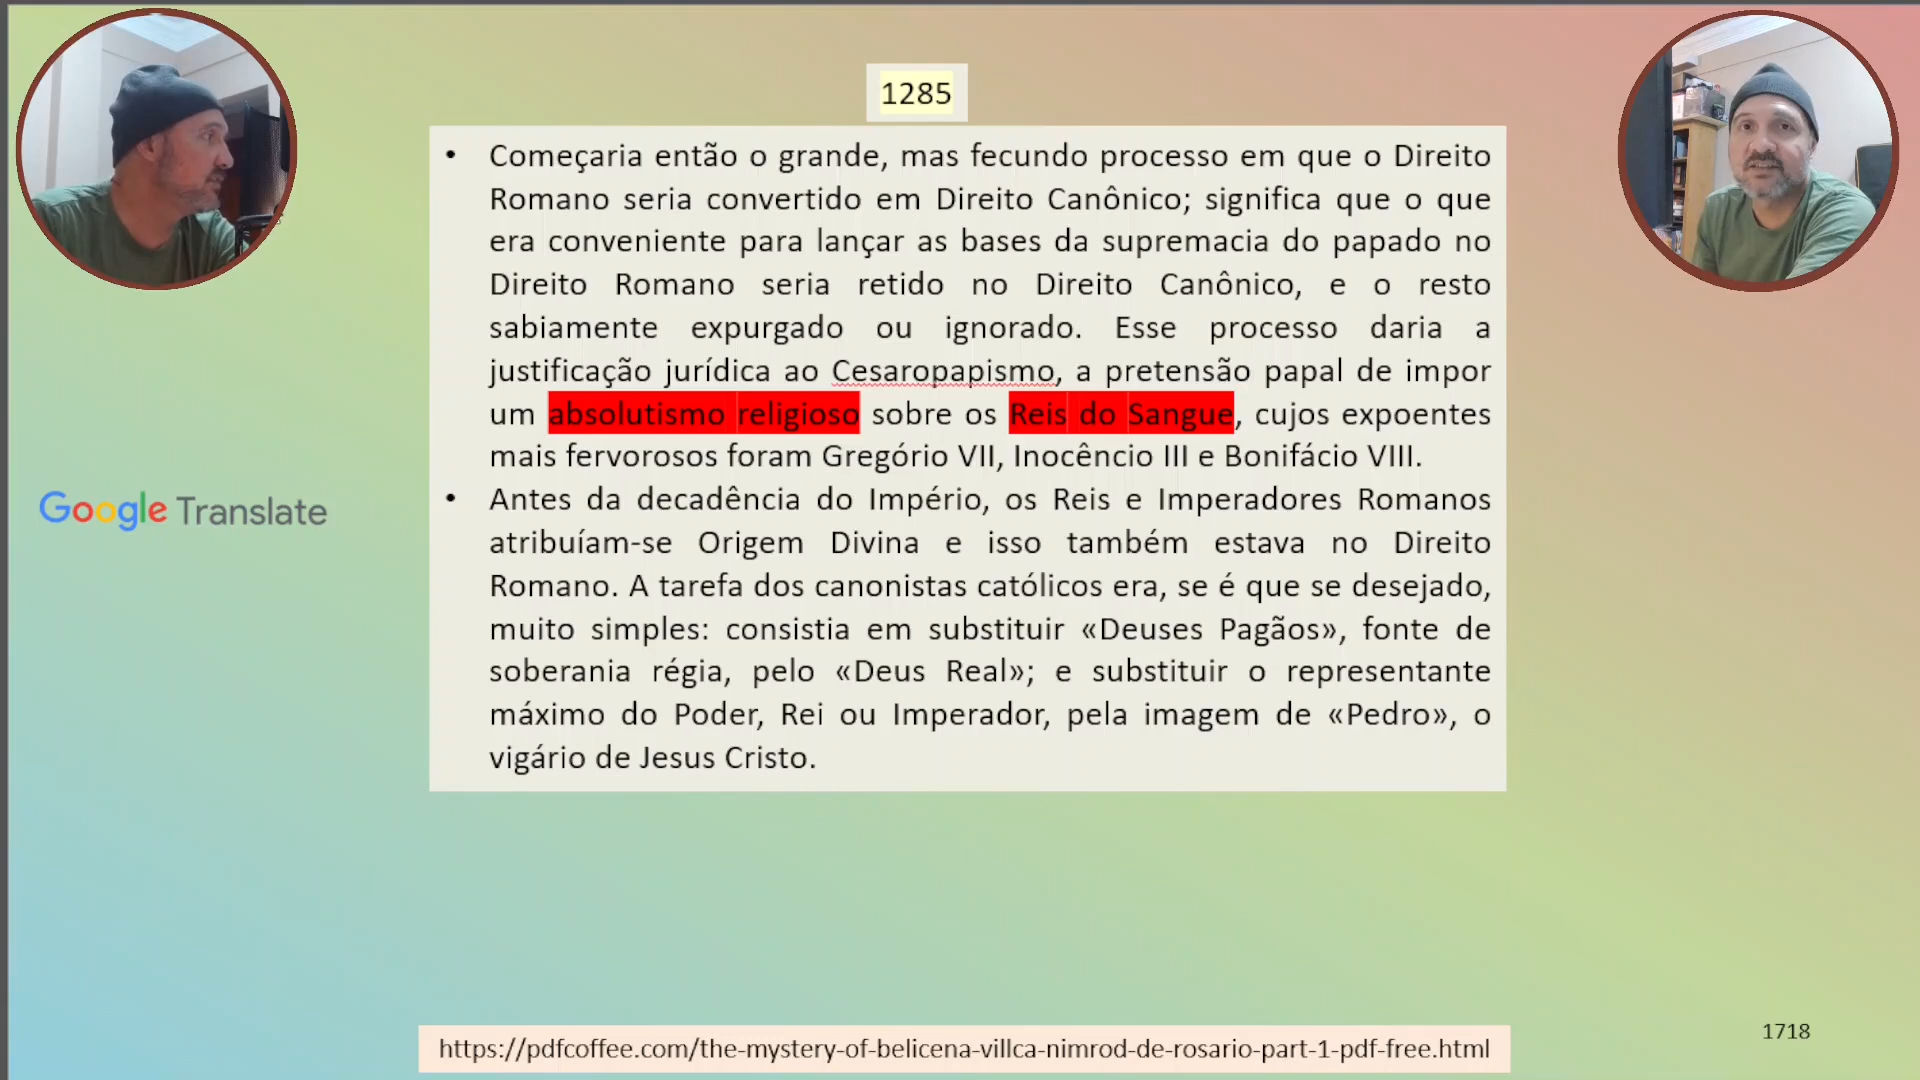 1285
• Começaria então o grande, mas fecundo processo em que o Direito
Romano seria convertido em Direito Canônico; significa que o que
era conveniente para lançar as bases da supremacia do papado no
Direito Romano seria retido no Direito Canônico, e o resto
sabiamente expurgado ou ignorado. Esse processo daria a
justificação jurídica ao Cesaropapismo, a pretensão papal de impor
um absolutismo religioso sobre os Reis do Sangue, cujos expoentes
mais fervorosos foram Gregório VII, Inocêncio III e Bonifácio VIII.
• Antes da decadência do Império, os Reis e Imperadores Romanos
atribuíam-se Origem Divina e isso também estava no Direito
Romano. A tarefa dos canonistas católicos era, se é que se desejado,
muito simples: consistia em substituir «Deuses Pagãos», fonte de
soberania régia, pelo «Deus Real»; e substituir o representante
máximo do Poder, Rei ou Imperador, pela imagem de «Pedro», o
vigário de Jesus Cristo.
Google Translate
https://pdfcoffee.com/the-mystery-of-belicena-villca-nimrod-de-rosario-part-1-pdf-free.html
1718